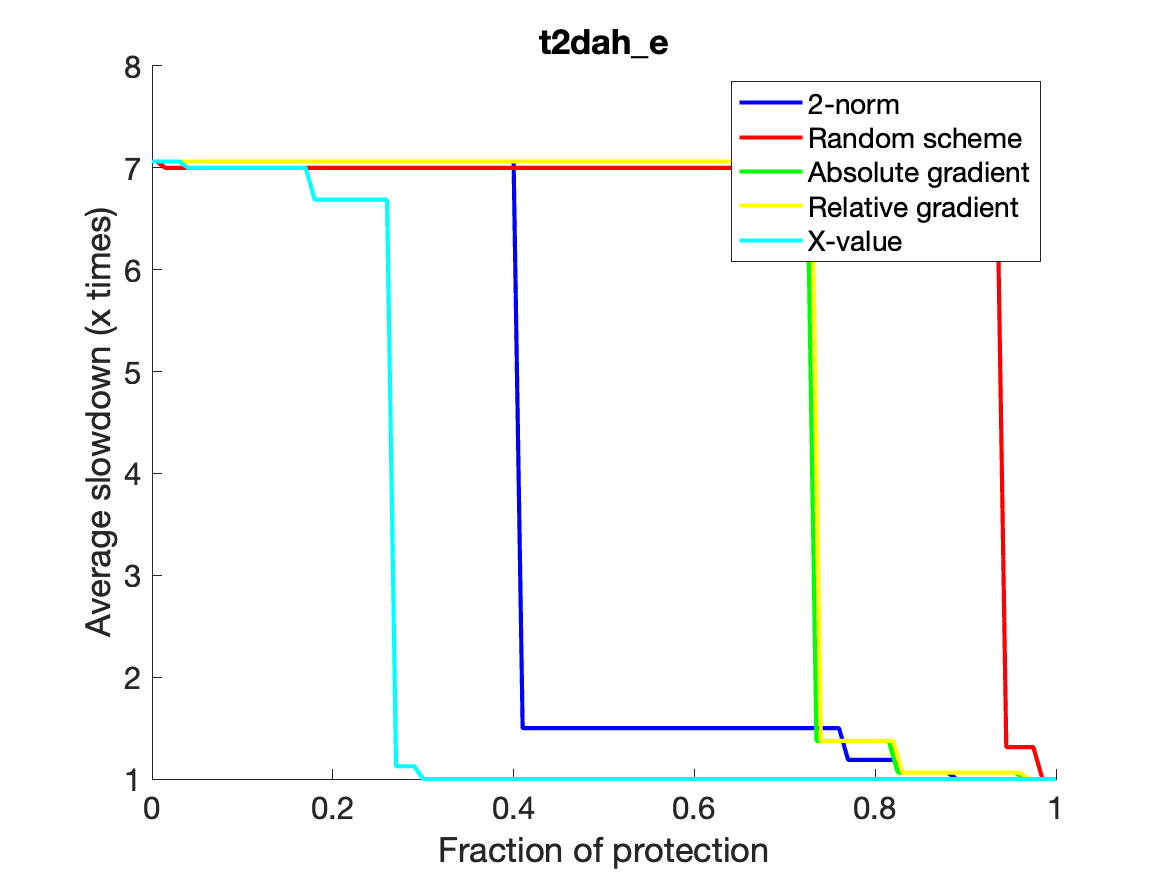 t2dah_e
8
7
6
5
4
3
2
1
Average slowdown (x times)
2-norm
Random scheme
Absolute gradient
Relative gradient
X-value
0
0.2
0.4
0.6
0.8
1
Fraction of protection